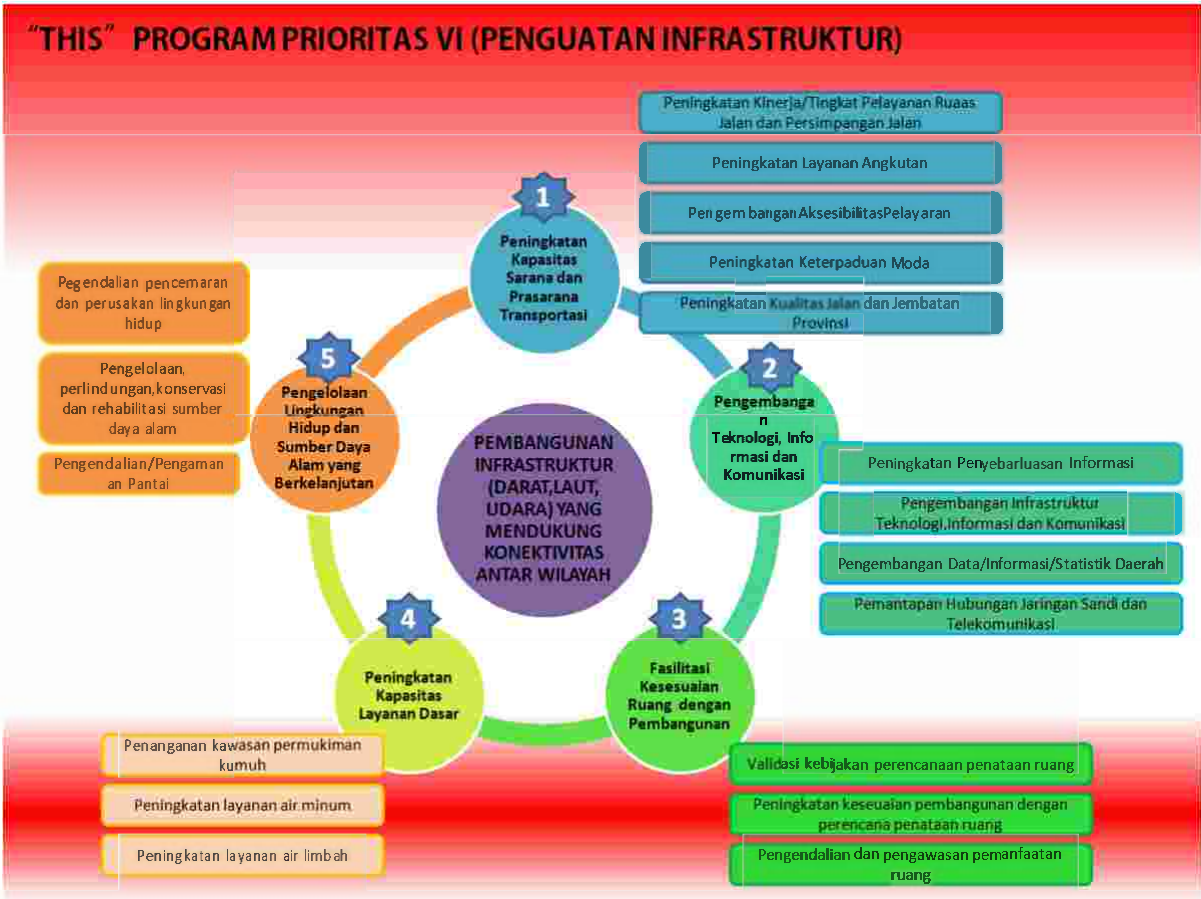 “THIS” PROGRAM PRIORITAS VI (PENGUATAN INFRASTRUKTUR)
1
Peningkatan
Kapasitas
Sarana dan
Prasarana
Transportasi
Peningkatan Kinerja/Tingkat Pelayanan Ruaas
Jalan dan Persimpangan Jalan
Peningkatan Layanan Angkutan
Pengembangan AksesibilitasPelayaran
Peningkatan Keterpaduan Moda
Peningkatan Kualitas Jalan dan Jembatan
Provinsi
2
Pengembanga
n
Teknologi, Info
rmasi dan
Komunikasi
Peningkatan Penyebarluasan Informasi
Pengembangan Infrastruktur
Teknologi,Informasi dan Komunikasi
Pengembangan Data/Informasi/Statistik Daerah
Pemantapan Hubungan Jaringan Sandi dan
Telekomunikasi
3
Fasilitasi
Kesesuaian
Ruang dengan
Pembangunan
Validasi kebijakan perencanaan penataan ruang
Peningkatan keseuaian pembangunan dengan
perencana penataan ruang
Pengendalian dan pengawasan pemanfaatan
ruang
4
Peningkatan
Kapasitas
Layanan Dasar
Penanganan kawasan permukiman
kumuh
Peningkatan layanan air minum
Peningkatan layanan air limbah
5
Pengelolaan
Lingkungan
Hidup dan
Sumber Daya
Alam yang
Berkelanjutan
Pegendalian pencemaran
dan perusakan lingkungan
hidup
Pengelolaan,
perlindungan,konservasi
dan rehabilitasi sumber
daya alam
Pengendalian/Pengaman
an Pantai
PEMBANGUNAN
INFRASTRUKTUR
(DARAT,LAUT,
UDARA) YANG
MENDUKUNG
KONEKTIVITAS
ANTAR WILAYAH